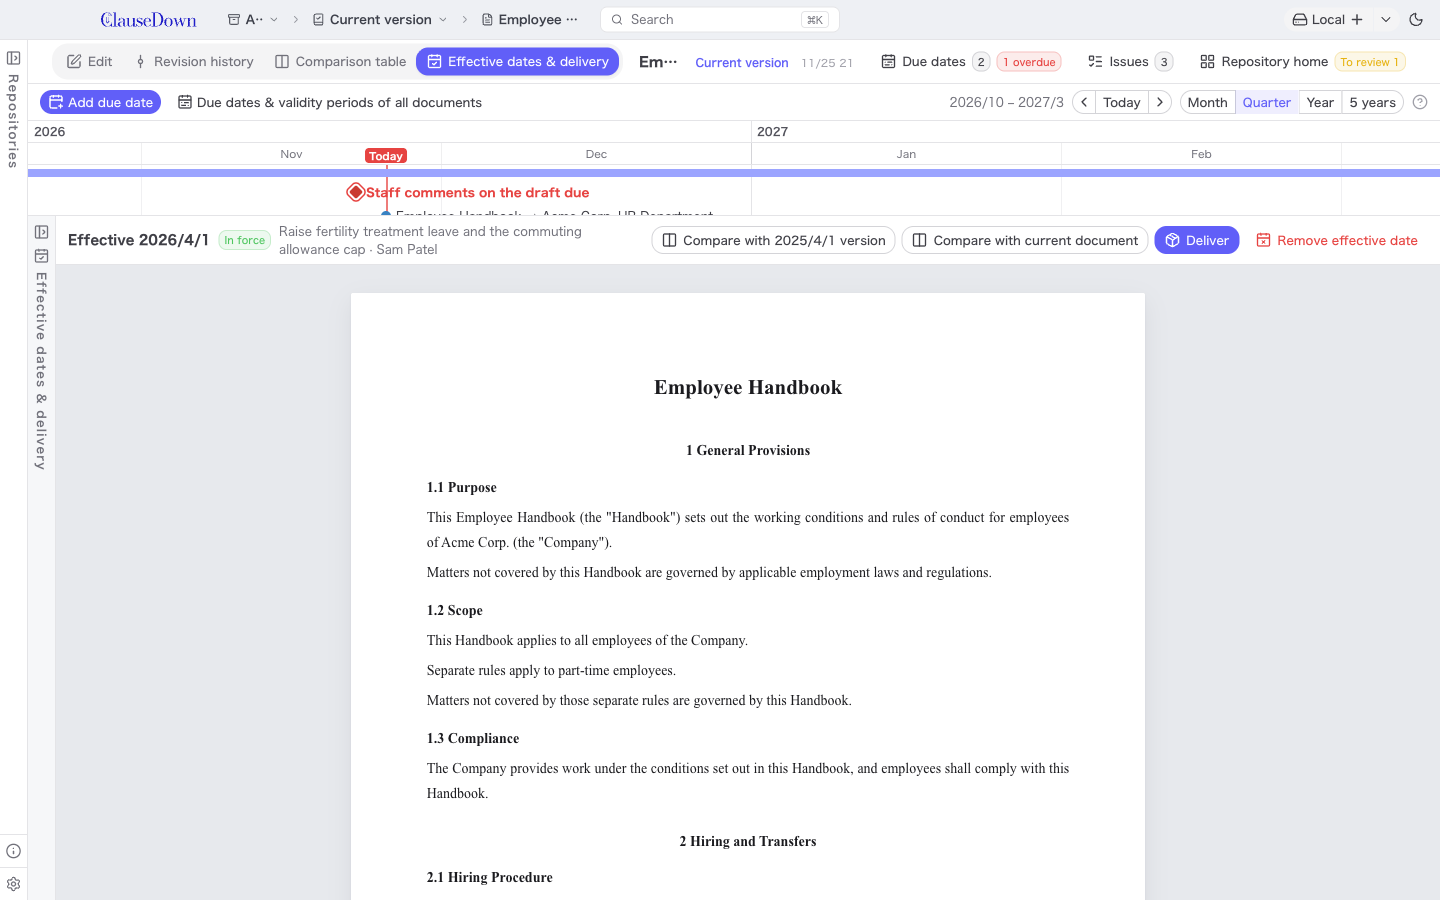 ClauseDown
A··
Current version
Employee ···
Search
⌘K
Local
Repositories
Edit
Revision history
Comparison table
Effective dates & delivery
Em···
Current version
11/25 21
Due dates 2 1 overdue
Issues 3
Repository home To review 1
Add due date
Due dates & validity periods of all documents
2026/10 – 2027/3
Today
Month
Quarter
Year
5 years
2026
2027
Nov
Today
Dec
Jan
Feb
Staff comments on the draft due
Effective dates & delivery
Effective 2026/4/1
In force
Raise fertility treatment leave and the commuting
allowance cap · Sam Patel
Compare with 2025/4/1 version
Compare with current document
Deliver
Remove effective date
Employee Handbook
1 General Provisions
1.1 Purpose
This Employee Handbook (the "Handbook") sets out the working conditions and rules of conduct for employees
of Acme Corp. (the "Company").
Matters not covered by this Handbook are governed by applicable employment laws and regulations.
1.2 Scope
This Handbook applies to all employees of the Company.
Separate rules apply to part-time employees.
Matters not covered by those separate rules are governed by this Handbook.
1.3 Compliance
The Company provides work under the conditions set out in this Handbook, and employees shall comply with this
Handbook.
2 Hiring and Transfers
2.1 Hiring Procedure